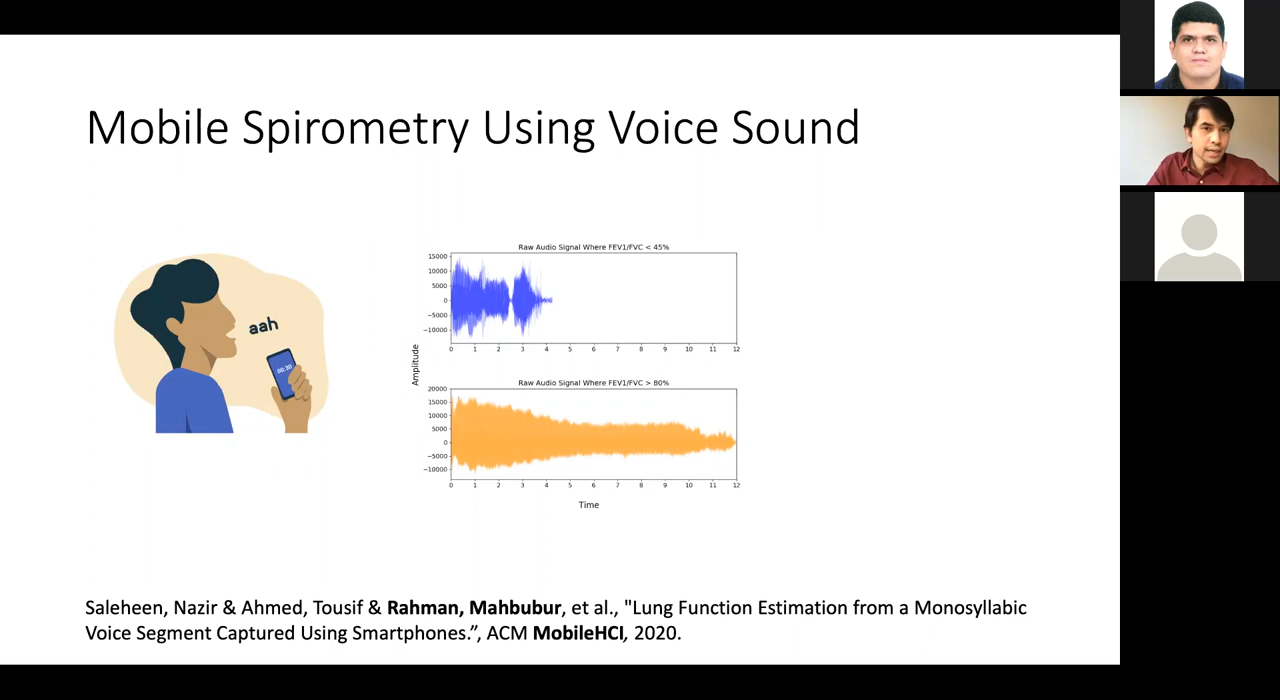 Mobile Spirometry Using Voice Sound
aah
00:30
Raw Audio Signal Where FEV1/FVC < 45%
15000
10000
5000
0
−5000
−10000
0 1 2 3 4 5 6 7 8 9 10 11 12
Amplitude
Raw Audio Signal Where FEV1/FVC > 80%
20000
15000
10000
5000
0
−5000
−10000
0 1 2 3 4 5 6 7 8 9 10 11 12
Time
Saleheen, Nazir & Ahmed, Tousif & Rahman, Mahbubur, et al., "Lung Function Estimation from a Monosyllabic
Voice Segment Captured Using Smartphones.”, ACM MobileHCI, 2020.